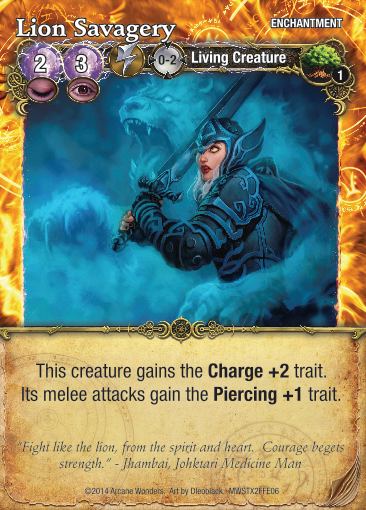 Lion Savagery
ENCHANTMENT
2 3 0-2 Living Creature
1
This creature gains the Charge +2 trait.
Its melee attacks gain the Piercing +1 trait.
"Fight like the lion, from the spirit and heart. Courage begets
strength." - Jhambai, Johktari Medicine Man
©2014 Arcane Wonders. Art by Dleoblack. MWSTX2FFE06